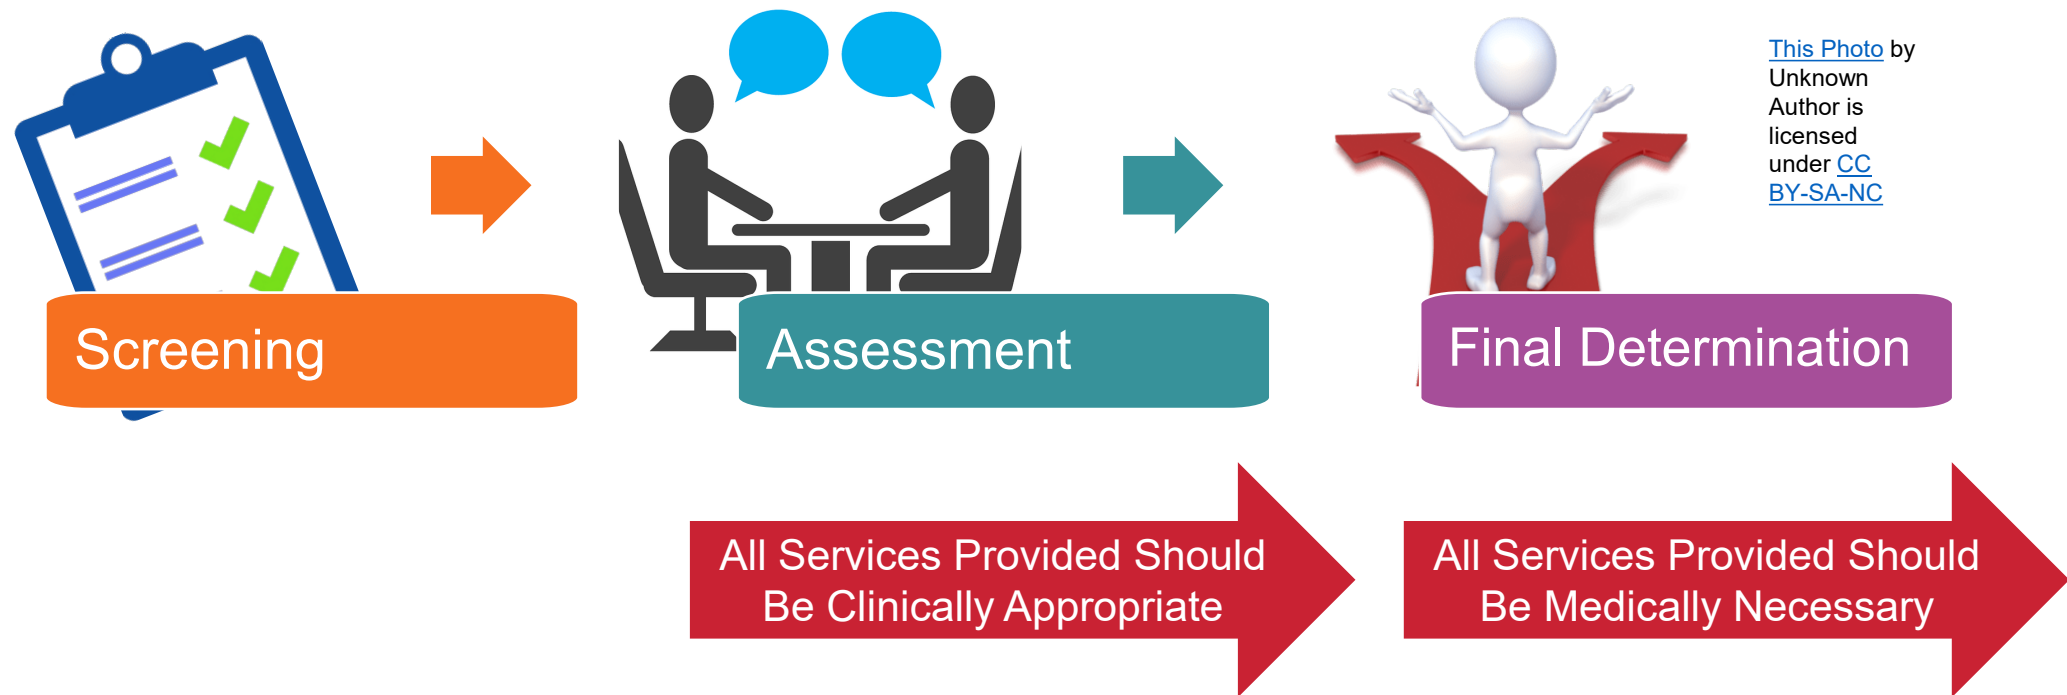 This Photo by
Unknown
Author is
licensed
under CC
BY-SA-NC
Screening
Assessment
Final Determination
All Services Provided Should
Be Clinically Appropriate
All Services Provided Should
Be Medically Necessary